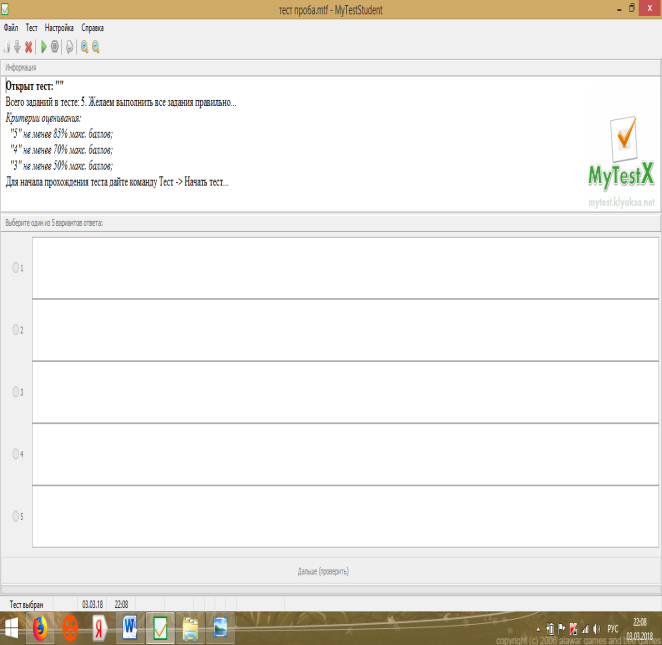 тест проба.mtf - MyTestStudent
Файл Тест Настройка Справка
Информация
Открыт тест: ""
Всего заданий в тесте: 5. Желаем выполнить все задания правильно...
Критерии оценивания:
"5" не менее 85% макс. баллов;
"4" не менее 70% макс. баллов;
"3" не менее 50% макс. баллов;
Для начала прохождения теста дайте команду Тест -> Начать тест...
MyTestX
mytest.klyaksa.net
Выберите один из 5 вариантов ответа:
1
2
3
4
5
Дальше (проверить)
Тест выбран 03.03.18 22:08
РУС
22:08
03.03.2018
copyright (c) 2006 alawar games and bee games